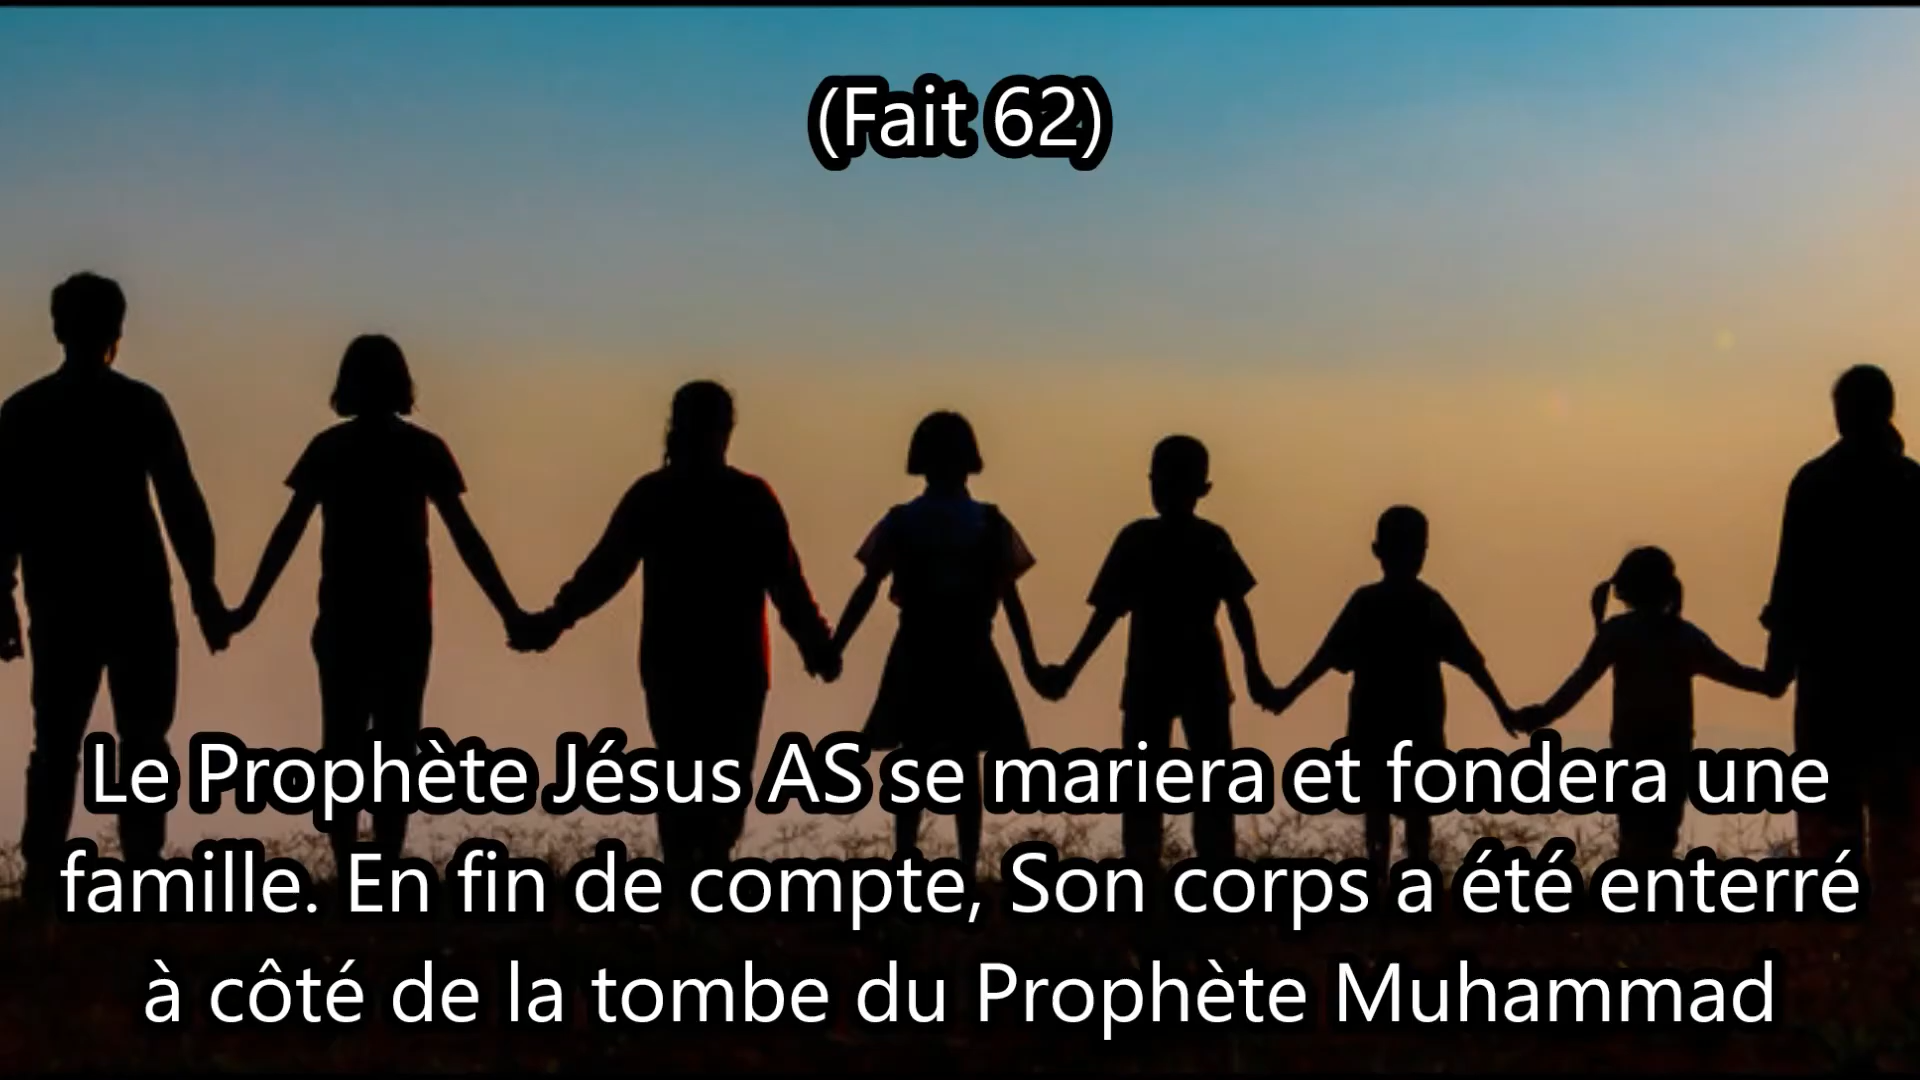 (Fait 62)
Le Prophète Jésus AS se mariera et fondera une
famille. En fin de compte, Son corps a été enterré
à côté de la tombe du Prophète Muhammad